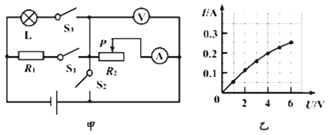 L S₃ V
I/A
R₁ S₁ P R₂ A
S₂
0.3
0.2
0.1
0 2 4 6 U/V
甲 乙